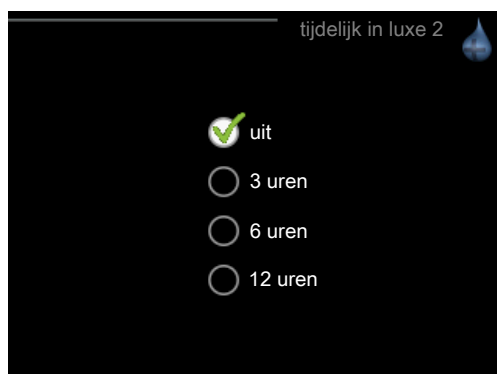 tijdelijk in luxe 2
uit
3 uren
6 uren
12 uren